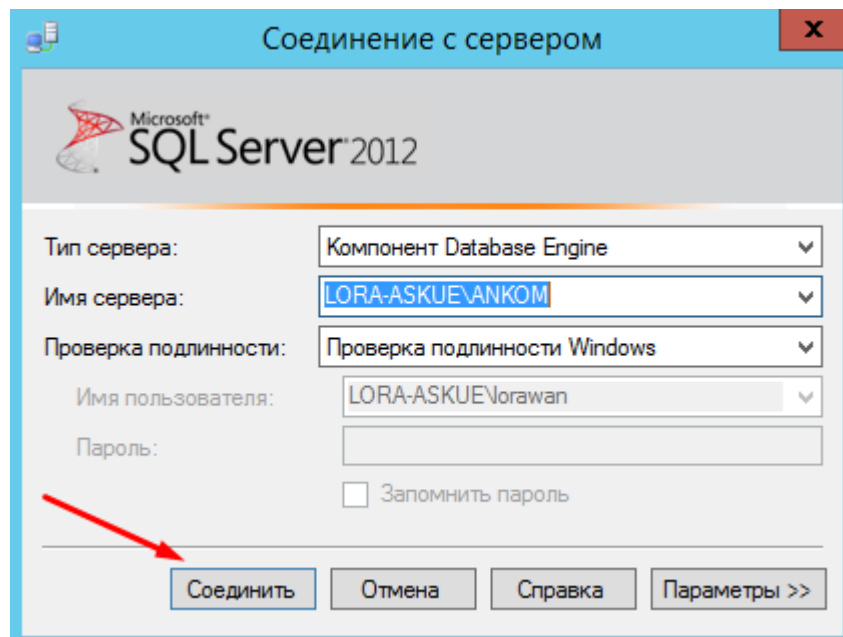 Соединение с сервером
x
Microsoft®
SQL Server® 2012
Тип сервера: Компонент Database Engine
Имя сервера: LORA-ASKUE\ANKOM
Проверка подлинности: Проверка подлинности Windows
Имя пользователя: LORA-ASKUE\lorawan
Пароль:
Запомнить пароль
Соединить Отмена Справка Параметры >>